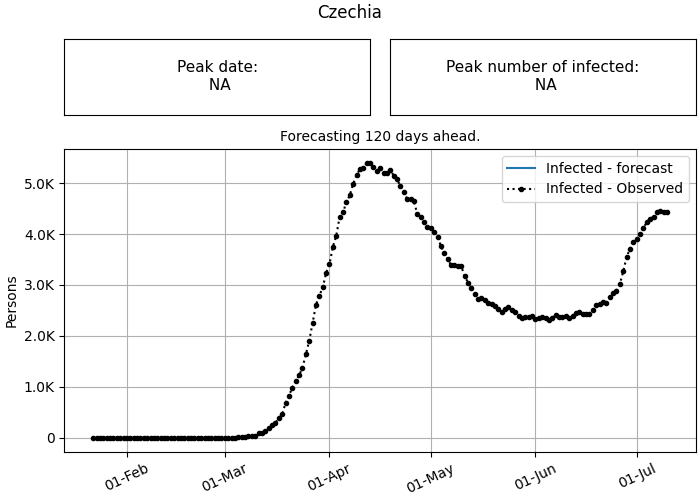 Czechia
Peak date:
NA
Peak number of infected:
NA
Forecasting 120 days ahead.
Infected - forecast
Infected - Observed
Persons
5.0K
4.0K
3.0K
2.0K
1.0K
0
01-Feb
01-Mar
01-Apr
01-May
01-Jun
01-Jul